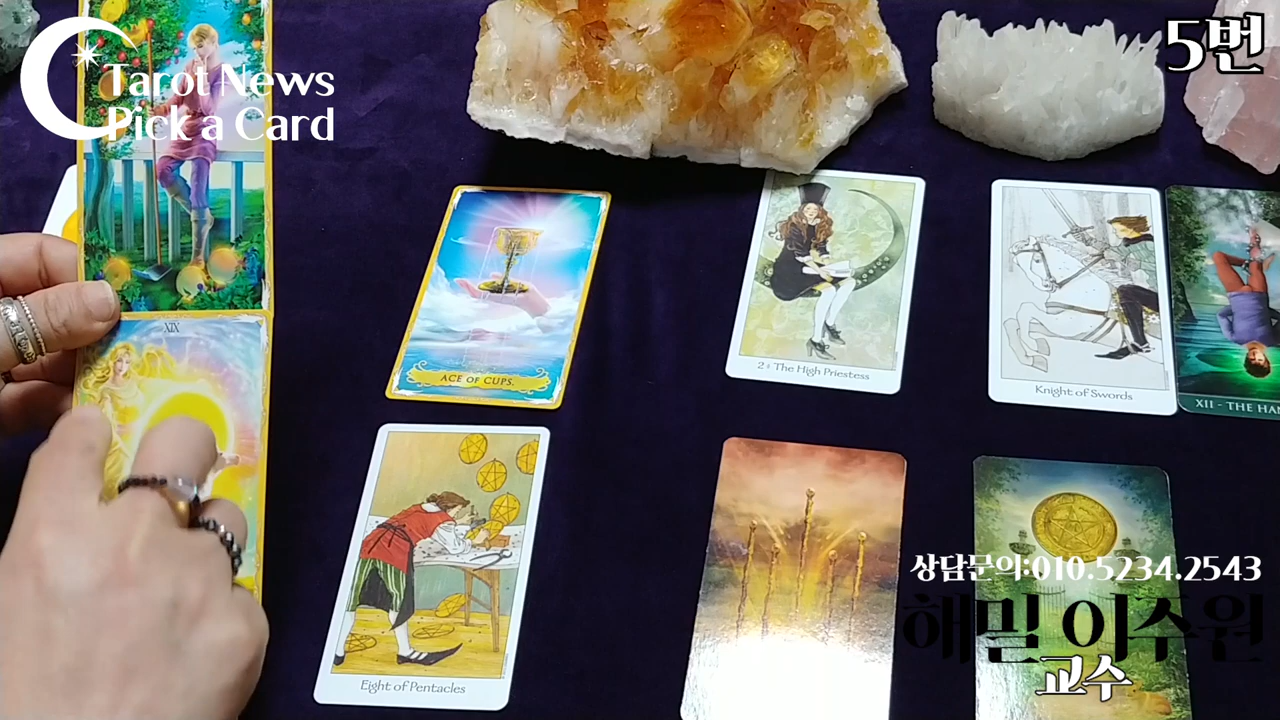 Tarot News
Pick a Card
5번
ACE OF CUPS.
2 : The High Priestess
Knight of Swords
XII - THE HAN
XIX
Eight of Pentacles
상담문의:010.5234.2543
해밀 이수원
교수